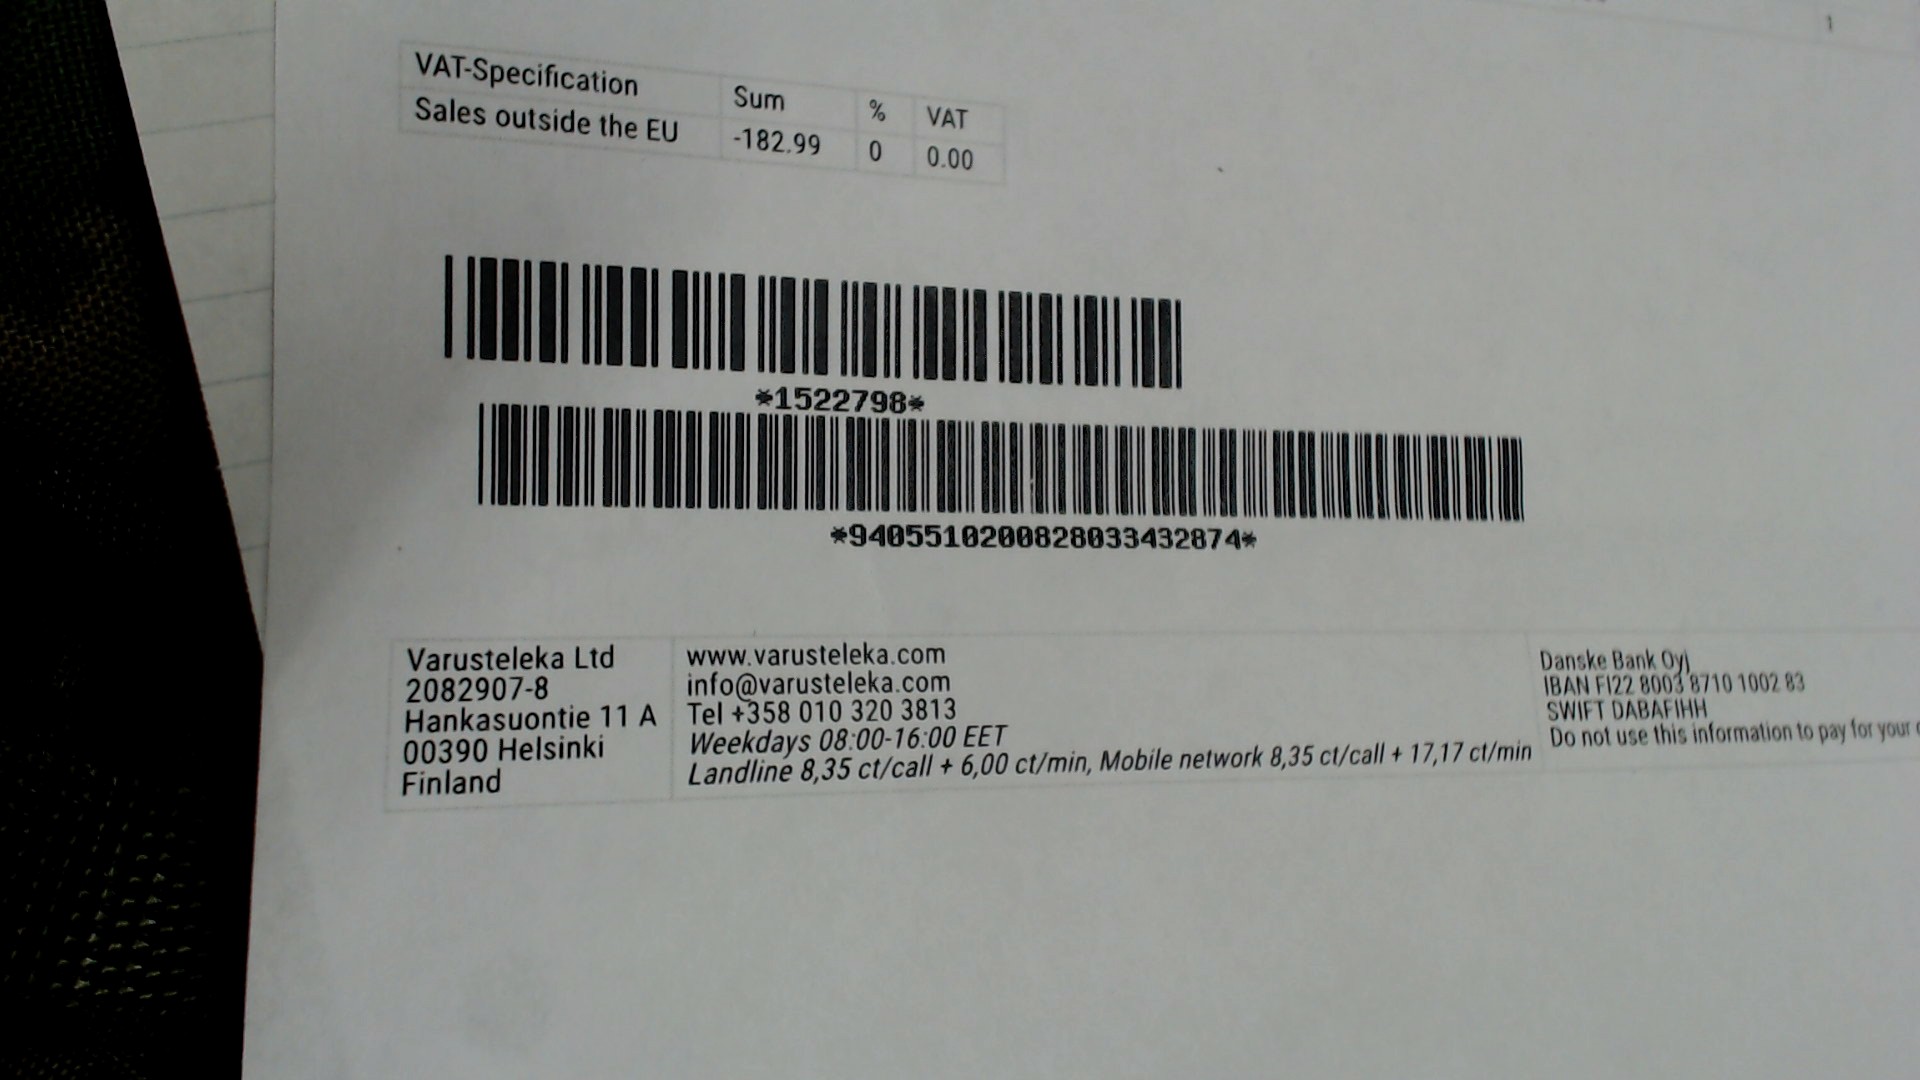 1
VAT-Specification Sum % VAT
Sales outside the EU -182.99 0 0.00
*1522798*
*9405510200828033432874*
Varusteleka Ltd
2082907-8
Hankasuontie 11 A
00390 Helsinki
Finland
www.varusteleka.com
info@varusteleka.com
Tel +358 010 320 3813
Weekdays 08:00-16:00 EET
Landline 8,35 ct/call + 6,00 ct/min, Mobile network 8,35 ct/call + 17,17 ct/min
Danske Bank Oyj
IBAN FI22 8003 8710 1002 83
SWIFT DABAFIHH
Do not use this information to pay for your